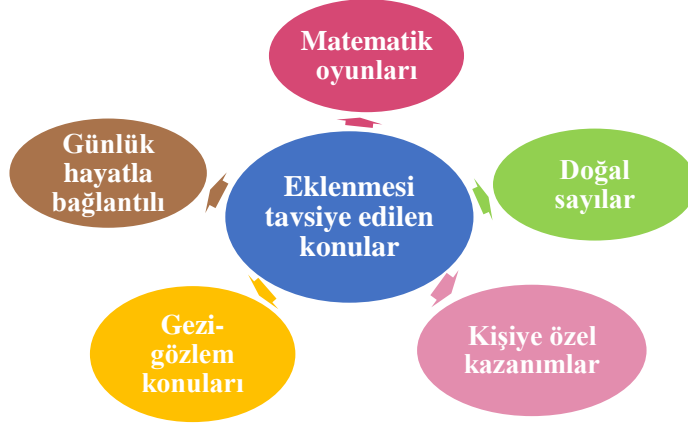 Matematik
oyunları
Günlük
hayatla
bağlantılı
Eklenmesi
tavsiye edilen
konular
Doğal
sayılar
Gezi-
gözlem
konuları
Kişiye özel
kazanımlar